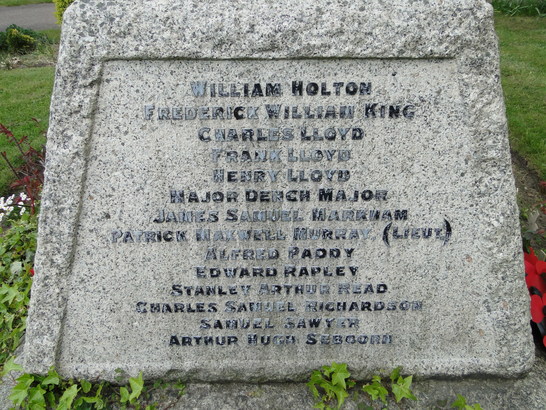 William Holton
Frederick William King
Charles Lloyd
Frank Lloyd
Henry Lloyd
Major Dench Major
James Samuel Markham
Patrick Maxwell Murray. (Lieut)
Alfred Paddy
Edward Rapley
Stanley Arthur Read
Charles Samuel Richardson
Samuel Sawyer
Arthur Hugh Seborn